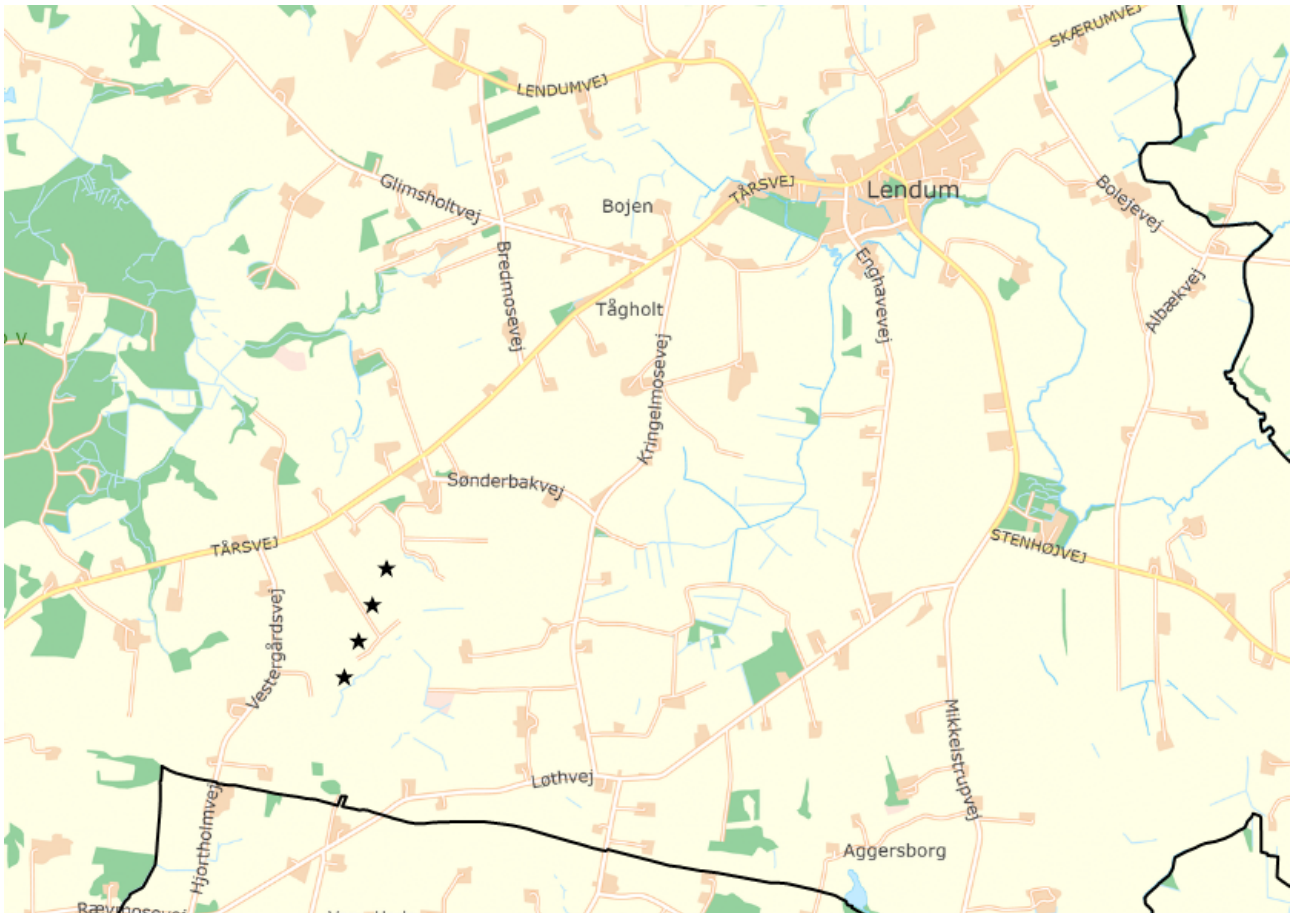 SKÆRUMVEJ
LENDUMVEJ
TÅRSVEJ
Lendum
Glimsholtvej
Bojen
Bolejevej
Bredmosevej
Enghavevej
Tågholt
Albækvej
Kringelmosevej
Sønderbakvej
TÅRSVEJ
STENHØJVEJ
Vestergårdsvej
Mikkelstrupvej
Løthvej
Hjortholmvej
Aggersborg